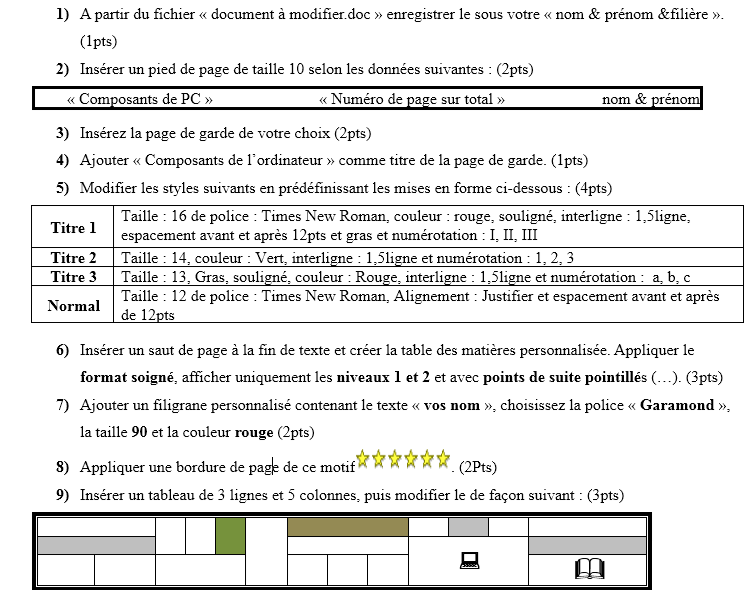 1) A partir du fichier « document à modifier.doc » enregistrer le sous votre « nom & prénom &filière ».
(1pts)
2) Insérer un pied de page de taille 10 selon les données suivantes : (2pts)
« Composants de PC » « Numéro de page sur total » nom & prénom
3) Insérez la page de garde de votre choix (2pts)
4) Ajouter « Composants de l’ordinateur » comme titre de la page de garde. (1pts)
5) Modifier les styles suivants en prédéfinissant les mises en forme ci-dessous : (4pts)
Titre 1 Taille : 16 de police : Times New Roman, couleur : rouge, souligné, interligne : 1,5ligne,
espacement avant et après 12pts et gras et numérotation : I, II, III
Titre 2 Taille : 14, couleur : Vert, interligne : 1,5ligne et numérotation : 1, 2, 3
Titre 3 Taille : 13, Gras, souligné, couleur : Rouge, interligne : 1,5ligne et numérotation : a, b, c
Normal Taille : 12 de police : Times New Roman, Alignement : Justifier et espacement avant et après
de 12pts
6) Insérer un saut de page à la fin de texte et créer la table des matières personnalisée. Appliquer le
format soigné, afficher uniquement les niveaux 1 et 2 et avec points de suite pointillés (…). (3pts)
7) Ajouter un filigrane personnalisé contenant le texte « vos nom », choisissez la police « Garamond »,
la taille 90 et la couleur rouge (2pts)
8) Appliquer une bordure de page de ce motif . (2Pts)
9) Insérer un tableau de 3 lignes et 5 colonnes, puis modifier le de façon suivant : (3pts)